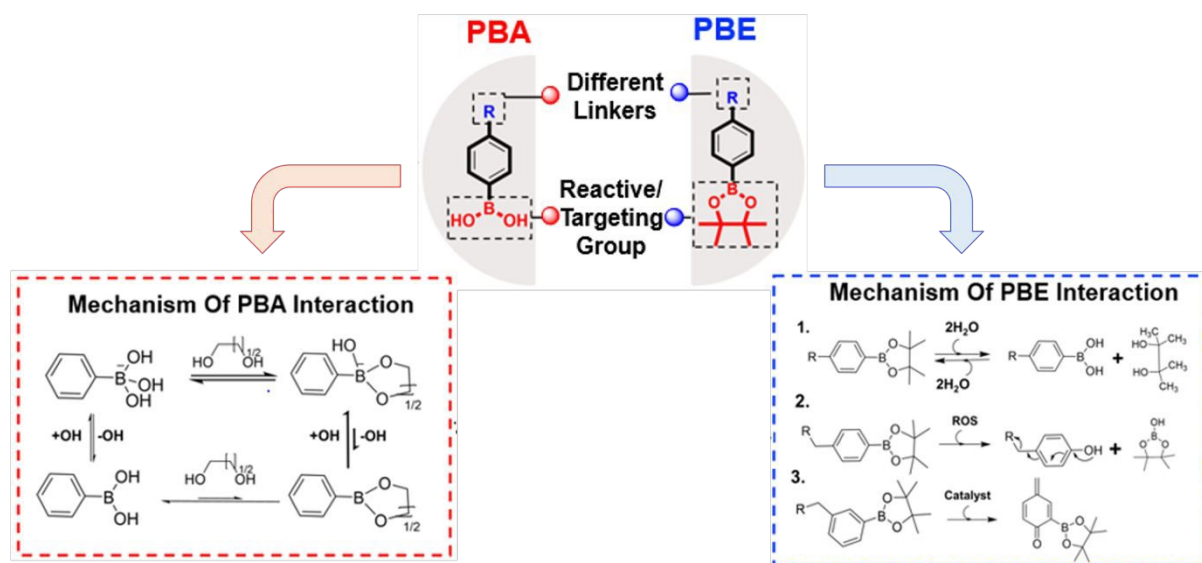 PBA
PBE
Different
Linkers
R
R
Reactive/
Targeting
Group
B
HO
OH
B
O
O
Mechanism Of PBA Interaction
OH
B
OH
OH
HO
OH
1/2
HO
B
O
O
1/2
+OH
-OH
+OH
-OH
OH
B
OH
HO
OH
1/2
B
O
O
1/2
Mechanism Of PBE Interaction
1.
R
B
O
O
2H₂O
2H₂O
R
B
OH
OH
+
H₃C
CH₃
HO
HO
CH₃
H₃C
2.
R
B
O
O
ROS
R
OH
+
OH
B
O
O
3.
R
B
O
O
Catalyst
O
B
O
O